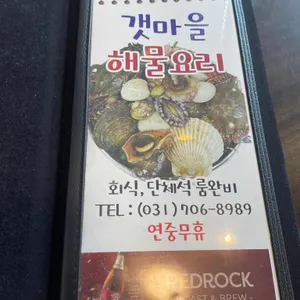 갯마을
해물요리
회식, 단체석 룸완비
TEL : (031) 706-8989
연중무휴
REDROCK
& BREW -